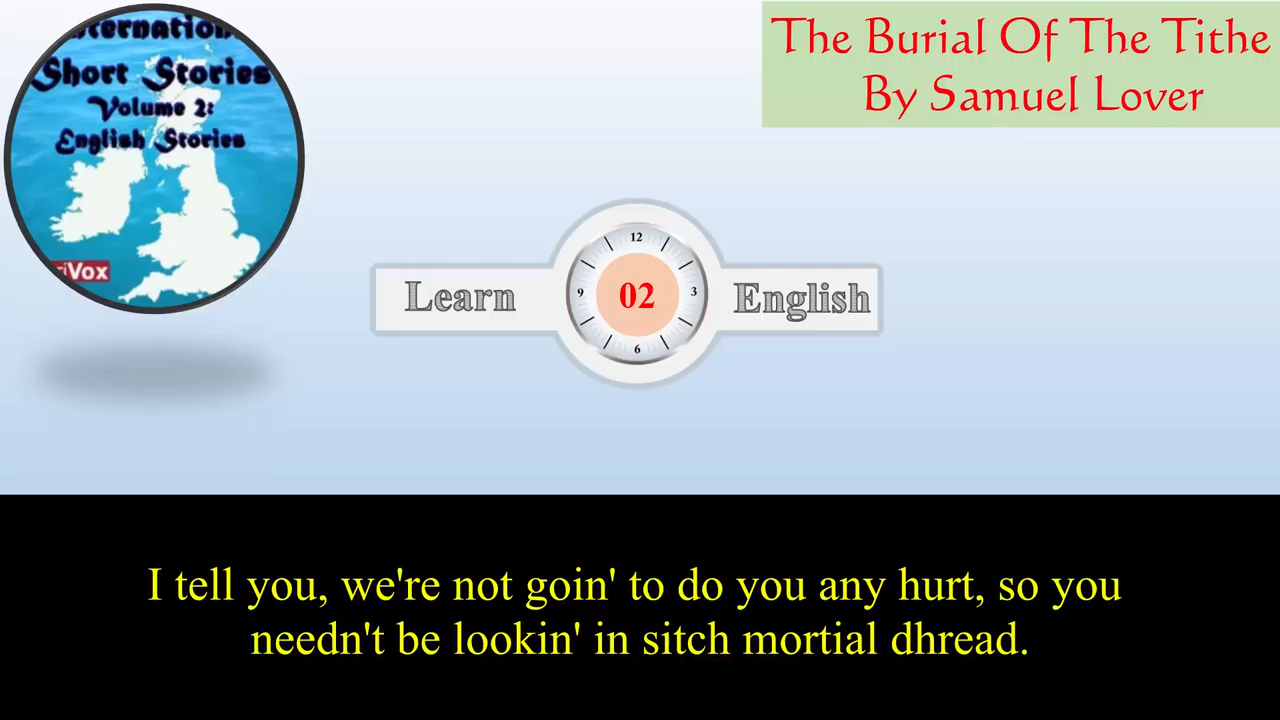 nternation
Short Stories
Volume 2:
English Stories
iVox
The Burial Of The Tithe
By Samuel Lover
Learn
12
9
02
3
6
English
I tell you, we're not goin' to do you any hurt, so you
needn't be lookin' in sitch mortial dhread.